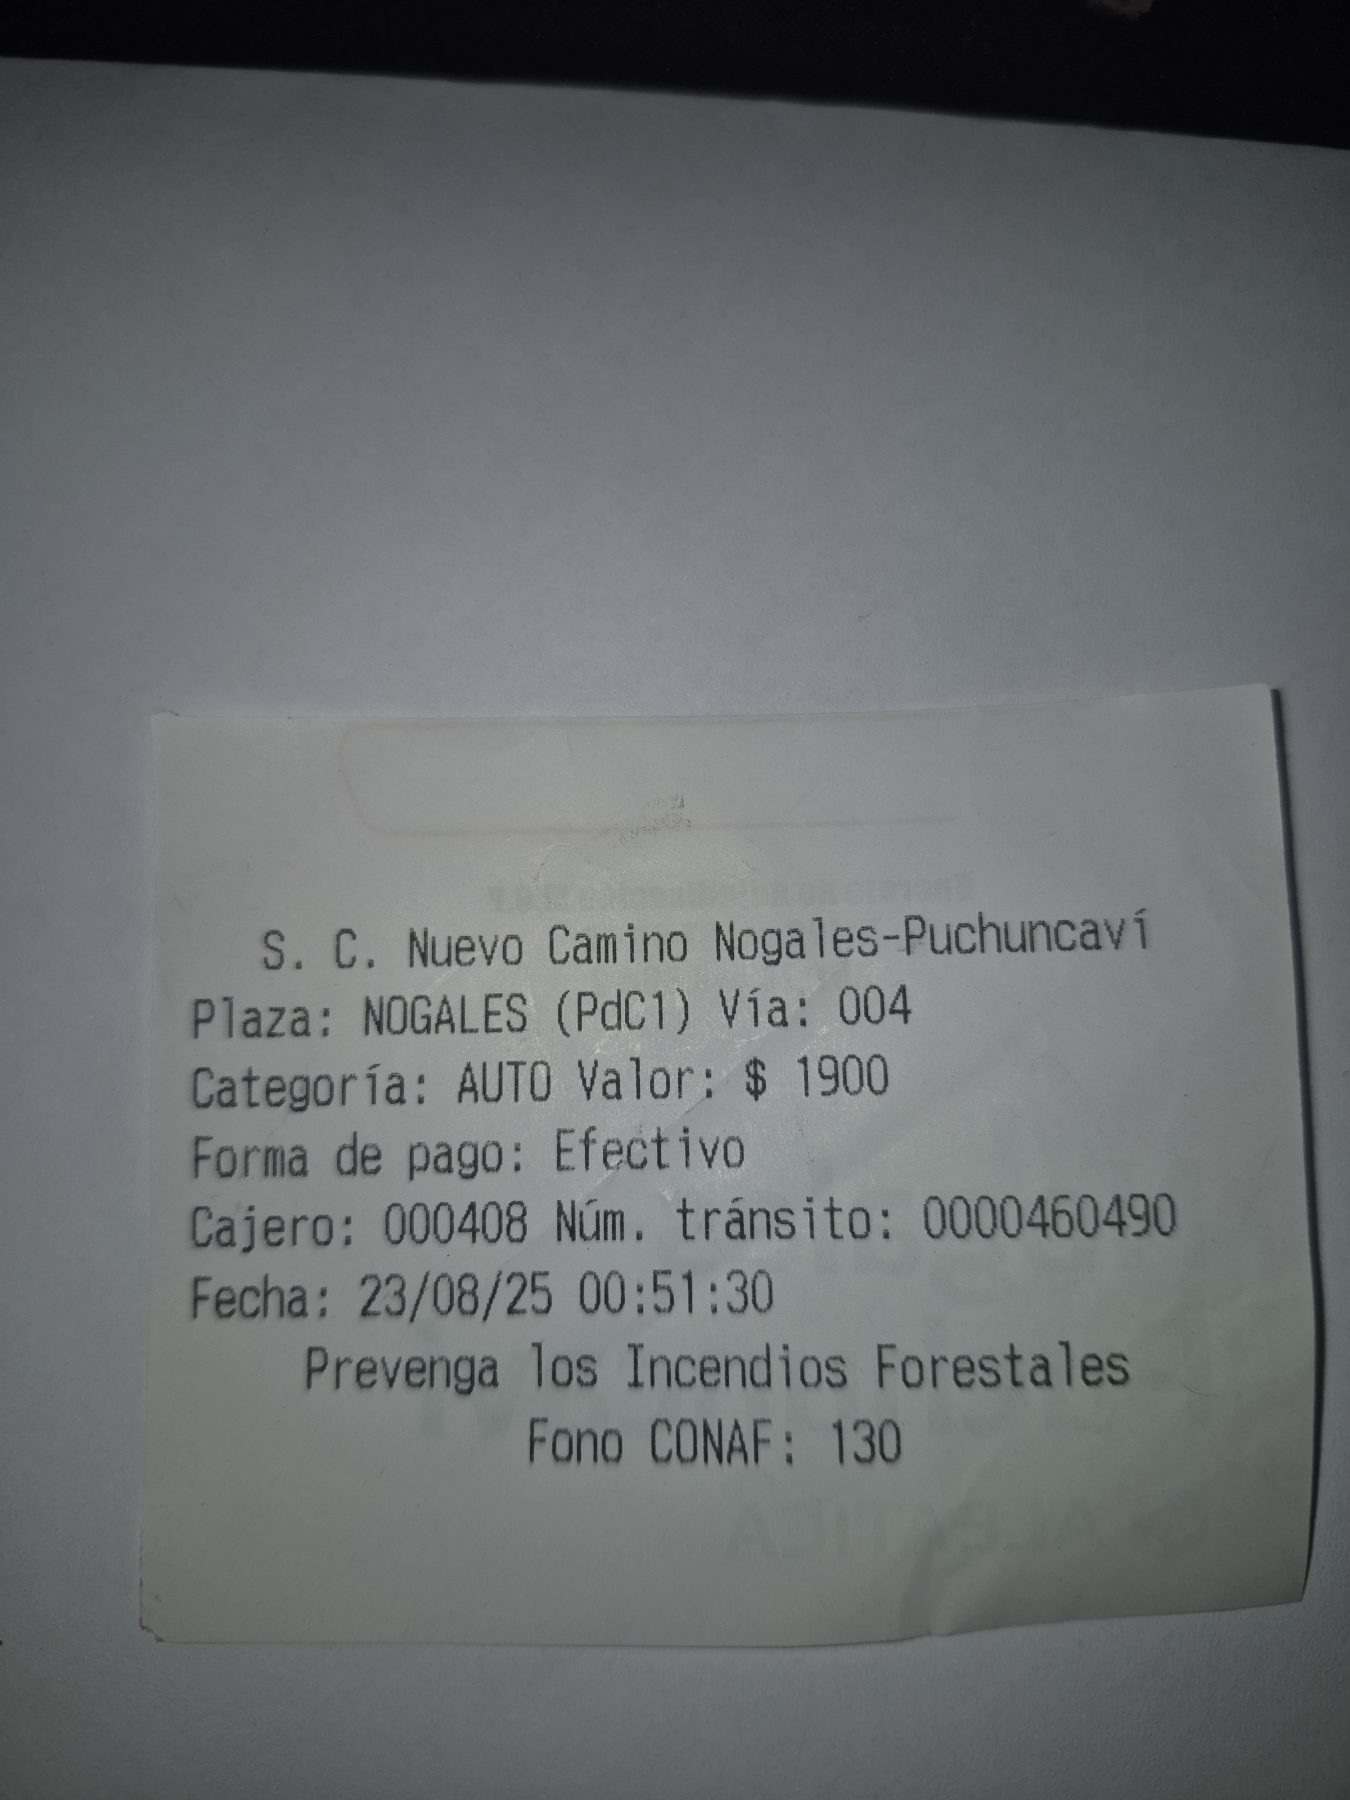 S. C. Nuevo Camino Nogales-Puchuncaví
Plaza: NOGALES (PdC1) Vía: 004
Categoría: AUTO Valor: $ 1900
Forma de pago: Efectivo
Cajero: 000408 Núm. tránsito: 0000460490
Fecha: 23/08/25 00:51:30
Prevenga los Incendios Forestales
Fono CONAF: 130